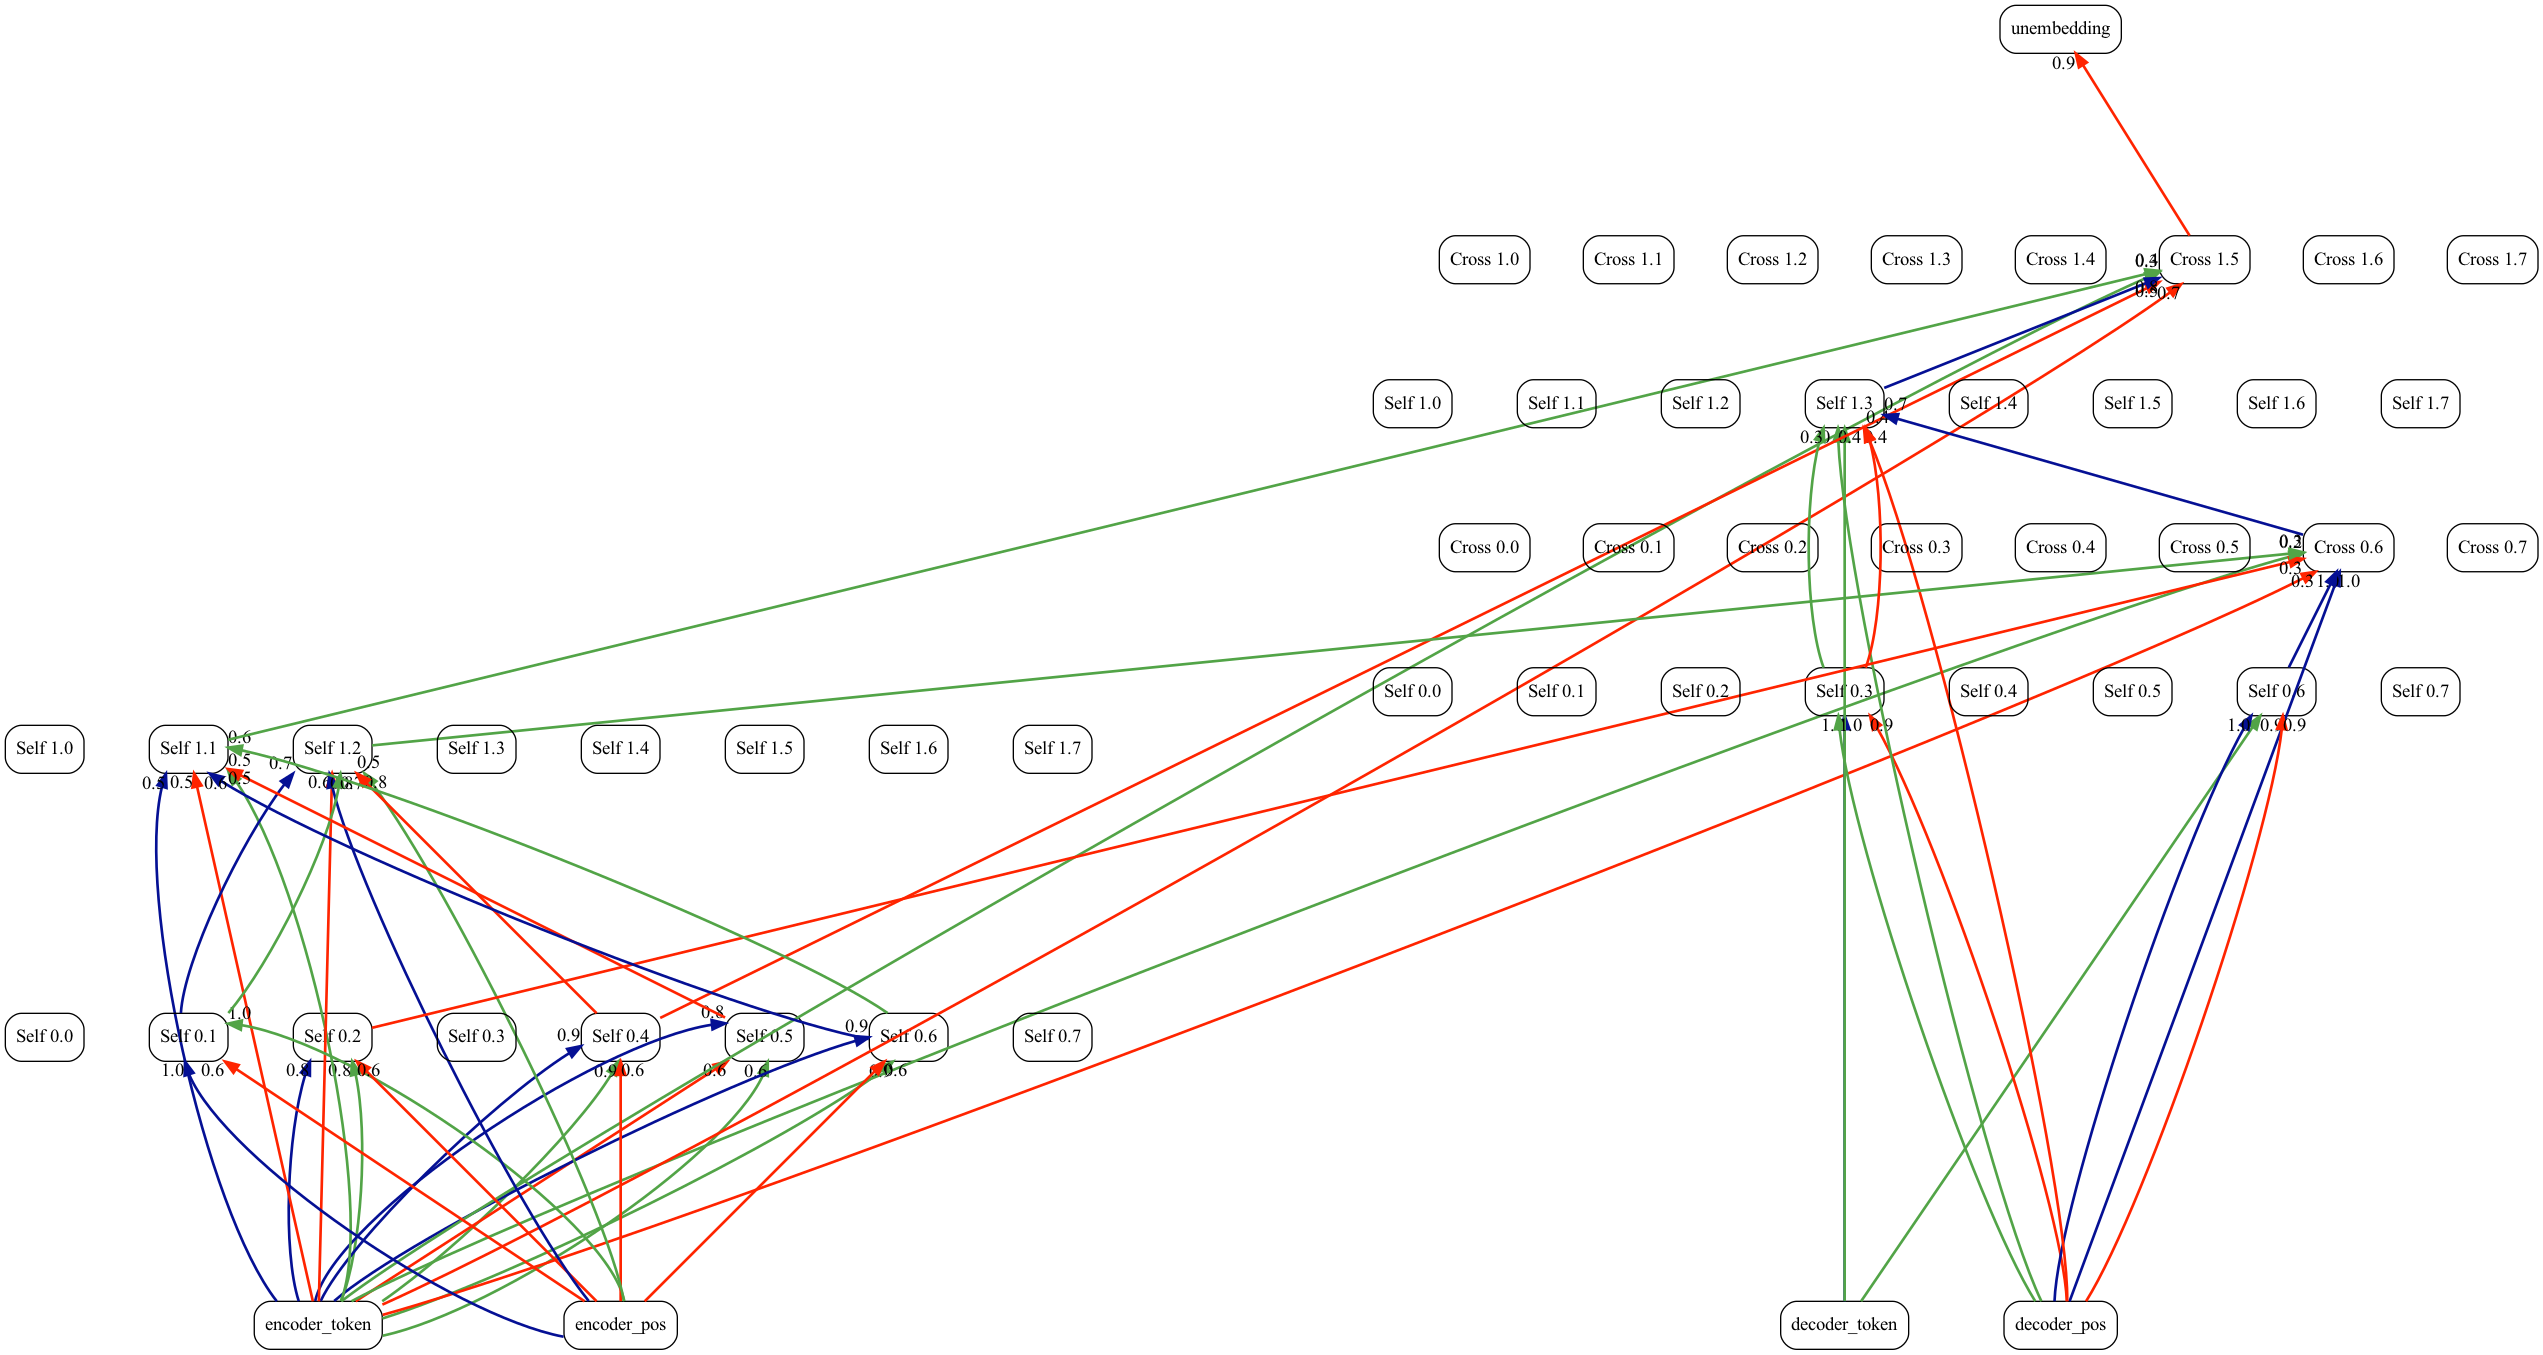 unembedding
0.9
Cross 1.0 Cross 1.1 Cross 1.2 Cross 1.3 Cross 1.4 Cross 1.5 Cross 1.6 Cross 1.7
0.7
Self 1.0 Self 1.1 Self 1.2 Self 1.3 Self 1.4 Self 1.5 Self 1.6 Self 1.7
0.7
0.3 0.4
Cross 0.0 Cross 0.1 Cross 0.2 Cross 0.3 Cross 0.4 Cross 0.5 Cross 0.6 Cross 0.7
0.3
0.3 1.0
Self 0.0 Self 0.1 Self 0.2 Self 0.3 Self 0.4 Self 0.5 Self 0.6 Self 0.7
0.9 0.9 0.9
Self 1.0 Self 1.1 Self 1.2 Self 1.3 Self 1.4 Self 1.5 Self 1.6 Self 1.7
0.6
0.5 0.7 0.5
0.5 0.5
1.0 0.8
0.9 0.9
Self 0.0 Self 0.1 Self 0.2 Self 0.3 Self 0.4 Self 0.5 Self 0.6 Self 0.7
1.0 0.6 0.8 0.8 0.6 0.9 0.6 0.6 0.6 0.6
encoder_token encoder_pos decoder_token decoder_pos